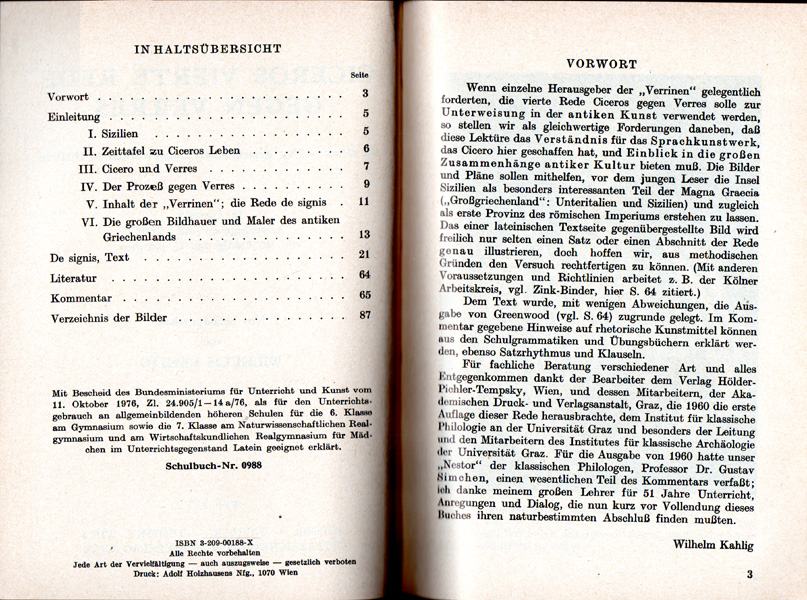 INHALTSÜBERSICHT
Seite
Vorwort . . . . . . . . . . . . . . . . . . . 3
Einleitung . . . . . . . . . . . . . . . . . . 5
I. Sizilien . . . . . . . . . . . . . . . . 5
II. Zeittafel zu Ciceros Leben . . . . . . . . . 6
III. Cicero und Verres . . . . . . . . . . . . 7
IV. Der Prozeß gegen Verres . . . . . . . . . 9
V. Inhalt der „Verrinen"; die Rede de signis . 11
VI. Die großen Bildhauer und Maler des antiken
Griechenlands . . . . . . . . . . . . . 13
De signis, Text . . . . . . . . . . . . . . . 21
Literatur . . . . . . . . . . . . . . . . . . 64
Kommentar . . . . . . . . . . . . . . . . . 65
Verzeichnis der Bilder . . . . . . . . . . . . . 87
Mit Bescheid des Bundesministeriums für Unterricht und Kunst vom
11. Oktober 1976, Zl. 24.905/1—14 a/76, als für den Unterrichts-
gebrauch an allgemeinbildenden höheren Schulen für die 6. Klasse
am Gymnasium sowie die 7. Klasse am Naturwissenschaftlichen Real-
gymnasium und am Wirtschaftskundlichen Realgymnasium für Mäd-
chen im Unterrichtsgegenstand Latein geeignet erklärt.
Schulbuch-Nr. 0988
ISBN 3-209-00188-X
Alle Rechte vorbehalten
Jede Art der Vervielfältigung — auch auszugsweise — gesetzlich verboten
Druck: Adolf Holzhausens Nfg., 1070 Wien
VORWORT
Wenn einzelne Herausgeber der „Verrinen" gelegentlich
forderten, die vierte Rede Ciceros gegen Verres solle zur
Unterweisung in der antiken Kunst verwendet werden,
so stellen wir als gleichwertige Forderungen daneben, daß
diese Lektüre das Verständnis für das Sprachkunstwerk,
das Cicero hier geschaffen hat, und Einblick in die großen
Zusammenhänge antiker Kultur bieten muß. Die Bilder
und Pläne sollen mithelfen, vor dem jungen Leser die Insel
Sizilien als besonders interessanten Teil der Magna Graecia
(„Großgriechenland": Unteritalien und Sizilien) und zugleich
als erste Provinz des römischen Imperiums erstehen zu lassen.
Das einer lateinischen Textseite gegenübergestellte Bild wird
freilich nur selten einen Satz oder einen Abschnitt der Rede
genau illustrieren, doch hoffen wir, aus methodischen
Gründen den Versuch rechtfertigen zu können. (Mit anderen
Voraussetzungen und Richtlinien arbeitet z. B. der Kölner
Arbeitskreis, vgl. Zink-Binder, hier S. 64 zitiert.)
Dem Text wurde, mit wenigen Abweichungen, die Aus-
gabe von Greenwood (vgl. S. 64) zugrunde gelegt. Im Kom-
mentar gegebene Hinweise auf rhetorische Kunstmittel können
aus den Schulgrammatiken und Übungsbüchern erklärt wer-
den, ebenso Satzrhythmus und Klauseln.
Für fachliche Beratung verschiedener Art und alles
Entgegenkommen dankt der Bearbeiter dem Verlag Hölder-
Pichler-Tempsky, Wien, und dessen Mitarbeitern, der Aka-
demischen Druck- und Verlagsanstalt, Graz, die 1960 die erste
Auflage dieser Rede herausbrachte, dem Institut für klassische
Philologie an der Universität Graz und besonders der Leitung
und den Mitarbeitern des Institutes für klassische Archäologie
der Universität Graz. Für die Ausgabe von 1960 hatte unser
„Nestor" der klassischen Philologen, Professor Dr. Gustav
Simchen, einen wesentlichen Teil des Kommentars verfaßt;
ich danke meinem großen Lehrer für 51 Jahre Unterricht,
Anregungen und Dialog, die nun kurz vor Vollendung dieses
Buches ihren naturbestimmten Abschluß finden mußten.
Wilhelm Kahlig
3